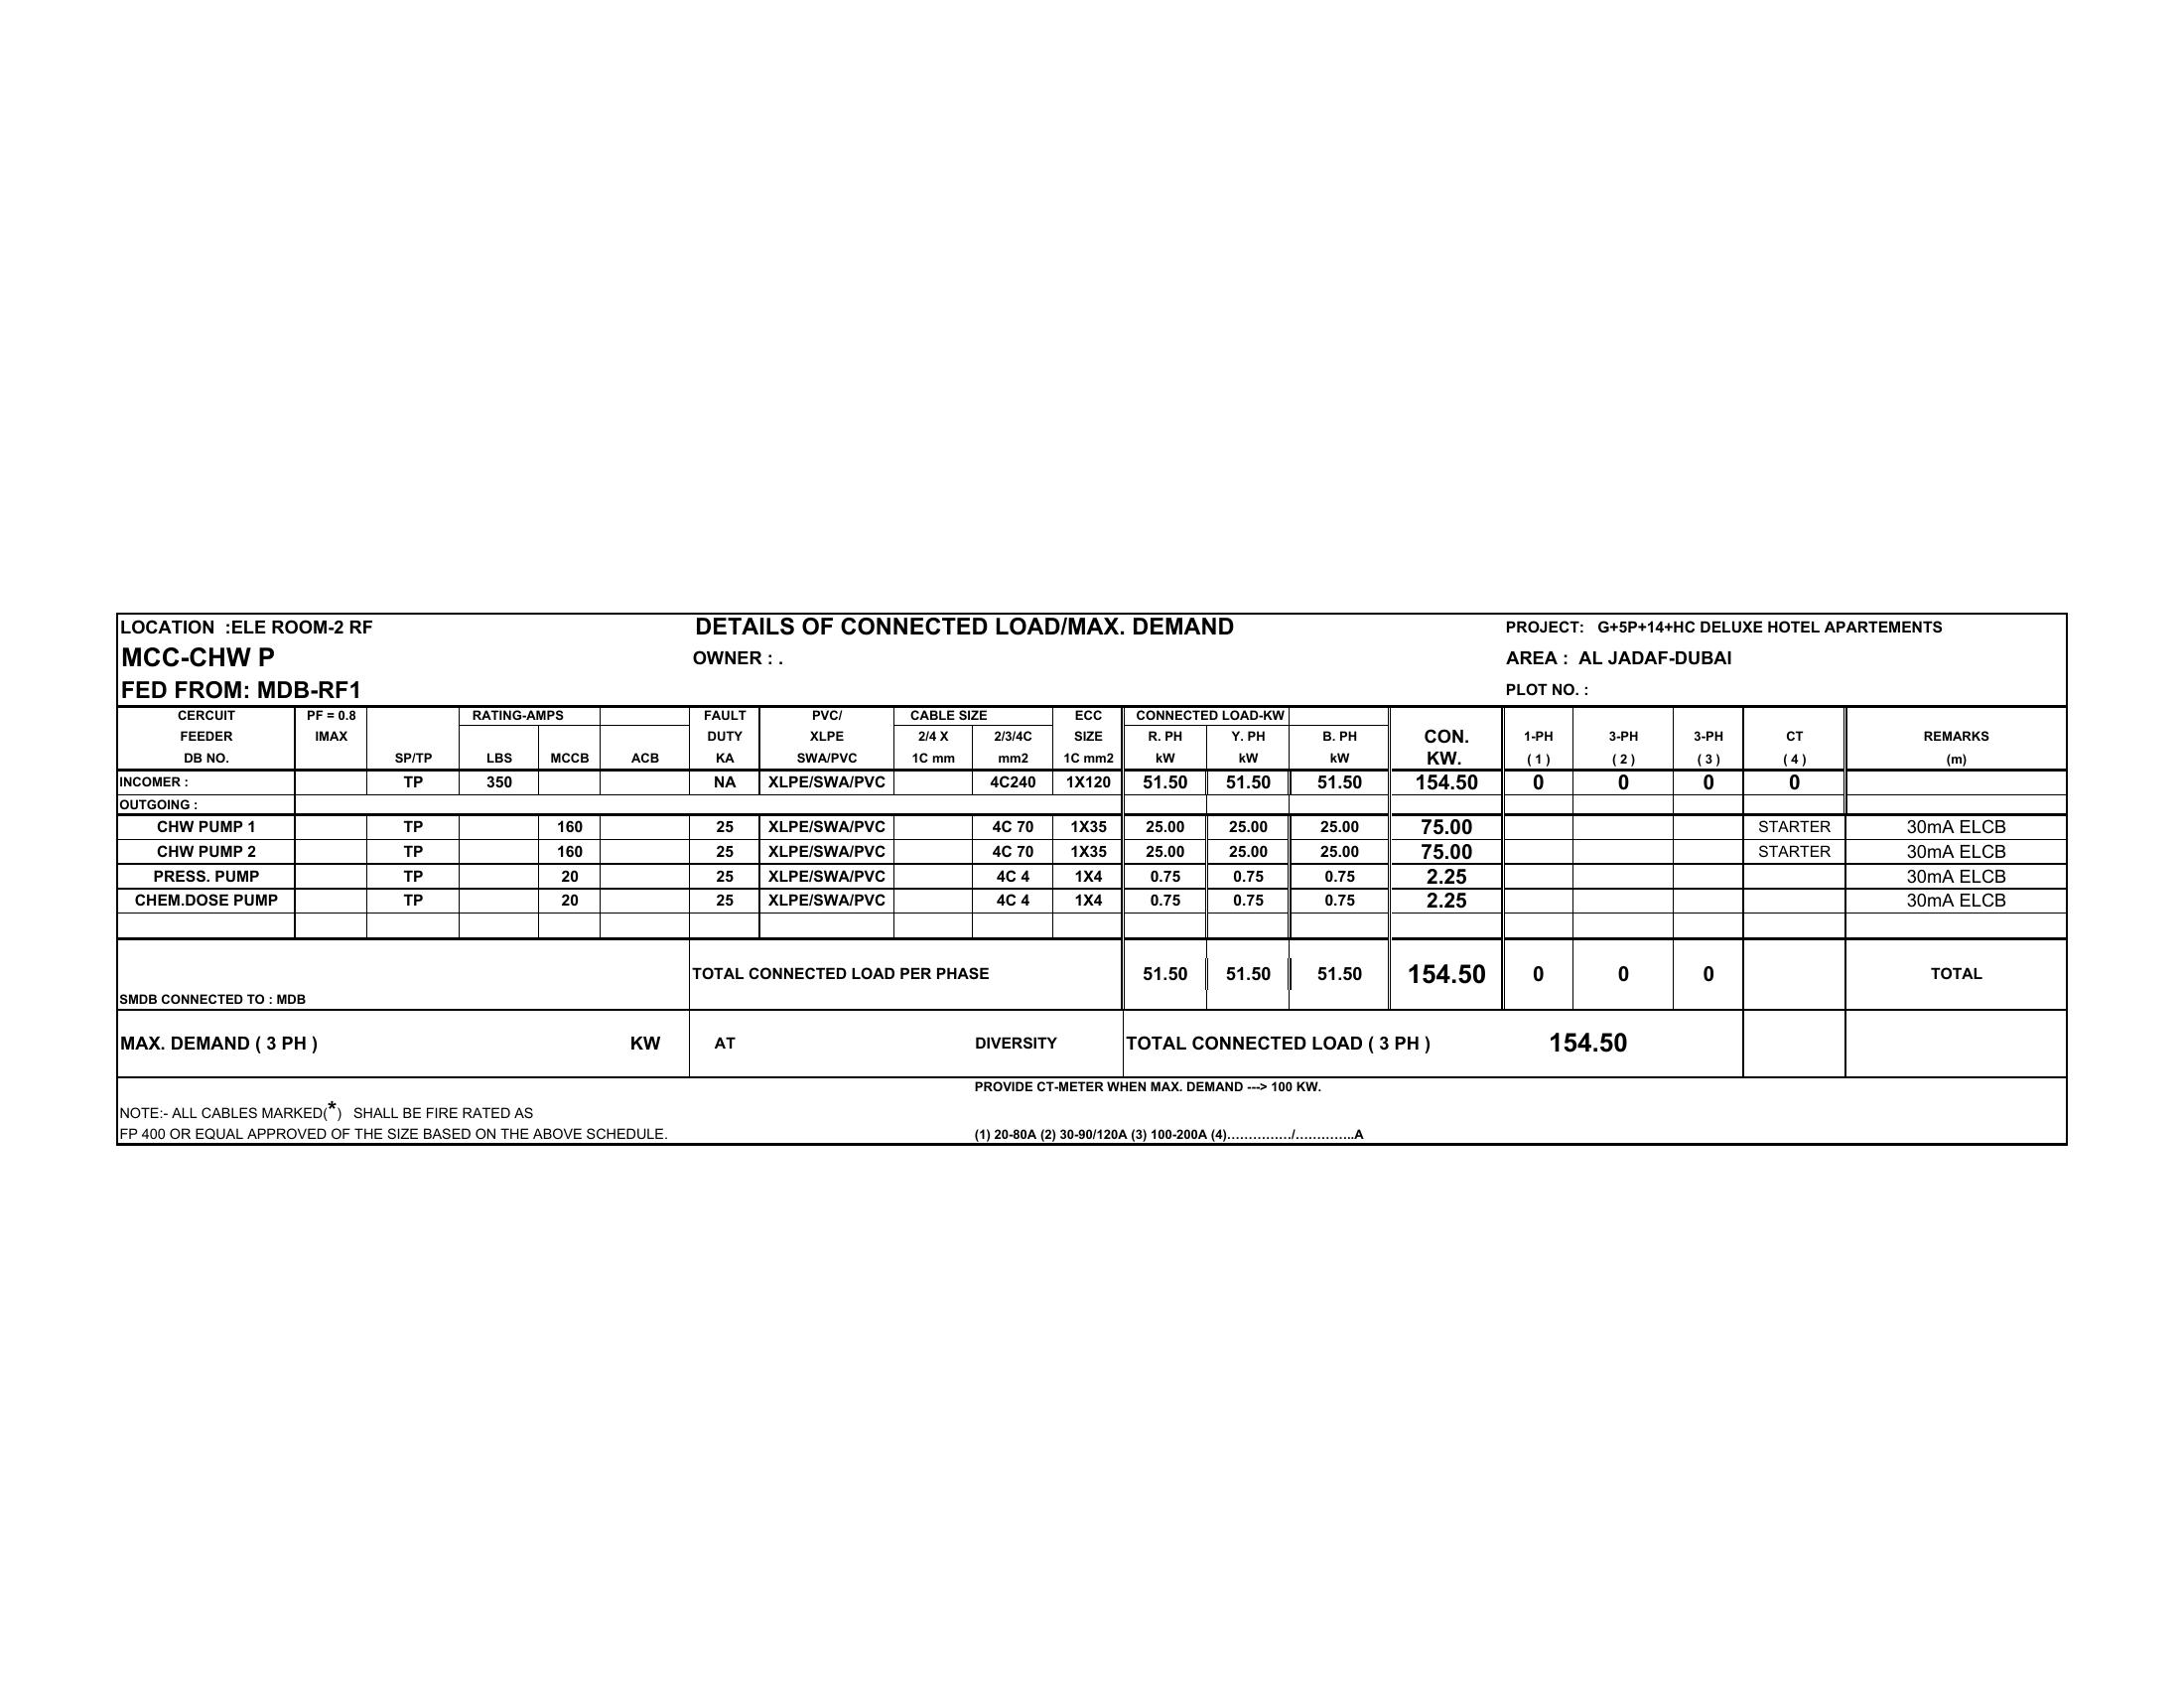 LOCATION :ELE ROOM-2 RF DETAILS OF CONNECTED LOAD/MAX. DEMAND PROJECT: G+5P+14+HC DELUXE HOTEL APARTEMENTS
MCC-CHW P OWNER : . AREA : AL JADAF-DUBAI
FED FROM: MDB-RF1 PLOT NO. :
CERCUIT PF = 0.8 RATING-AMPS FAULT PVC/ CABLE SIZE ECC CONNECTED LOAD-KW
FEEDER IMAX DUTY XLPE 2/4 X 2/3/4C SIZE R. PH Y. PH B. PH CON. 1-PH 3-PH 3-PH CT REMARKS
DB NO. SP/TP LBS MCCB ACB KA SWA/PVC 1C mm mm2 1C mm2 kW kW kW KW. ( 1 ) ( 2 ) ( 3 ) ( 4 ) (m)
INCOMER : TP 350 NA XLPE/SWA/PVC 4C240 1X120 51.50 51.50 51.50 154.50 0 0 0 0
OUTGOING :
CHW PUMP 1 TP 160 25 XLPE/SWA/PVC 4C 70 1X35 25.00 25.00 25.00 75.00 STARTER 30mA ELCB
CHW PUMP 2 TP 160 25 XLPE/SWA/PVC 4C 70 1X35 25.00 25.00 25.00 75.00 STARTER 30mA ELCB
PRESS. PUMP TP 20 25 XLPE/SWA/PVC 4C 4 1X4 0.75 0.75 0.75 2.25 30mA ELCB
CHEM.DOSE PUMP TP 20 25 XLPE/SWA/PVC 4C 4 1X4 0.75 0.75 0.75 2.25 30mA ELCB
TOTAL CONNECTED LOAD PER PHASE 51.50 51.50 51.50 154.50 0 0 0 TOTAL
SMDB CONNECTED TO : MDB
MAX. DEMAND ( 3 PH ) KW AT DIVERSITY TOTAL CONNECTED LOAD ( 3 PH ) 154.50
PROVIDE CT-METER WHEN MAX. DEMAND ---> 100 KW.
NOTE:- ALL CABLES MARKED(*) SHALL BE FIRE RATED AS
FP 400 OR EQUAL APPROVED OF THE SIZE BASED ON THE ABOVE SCHEDULE. (1) 20-80A (2) 30-90/120A (3) 100-200A (4)……………/…………..A